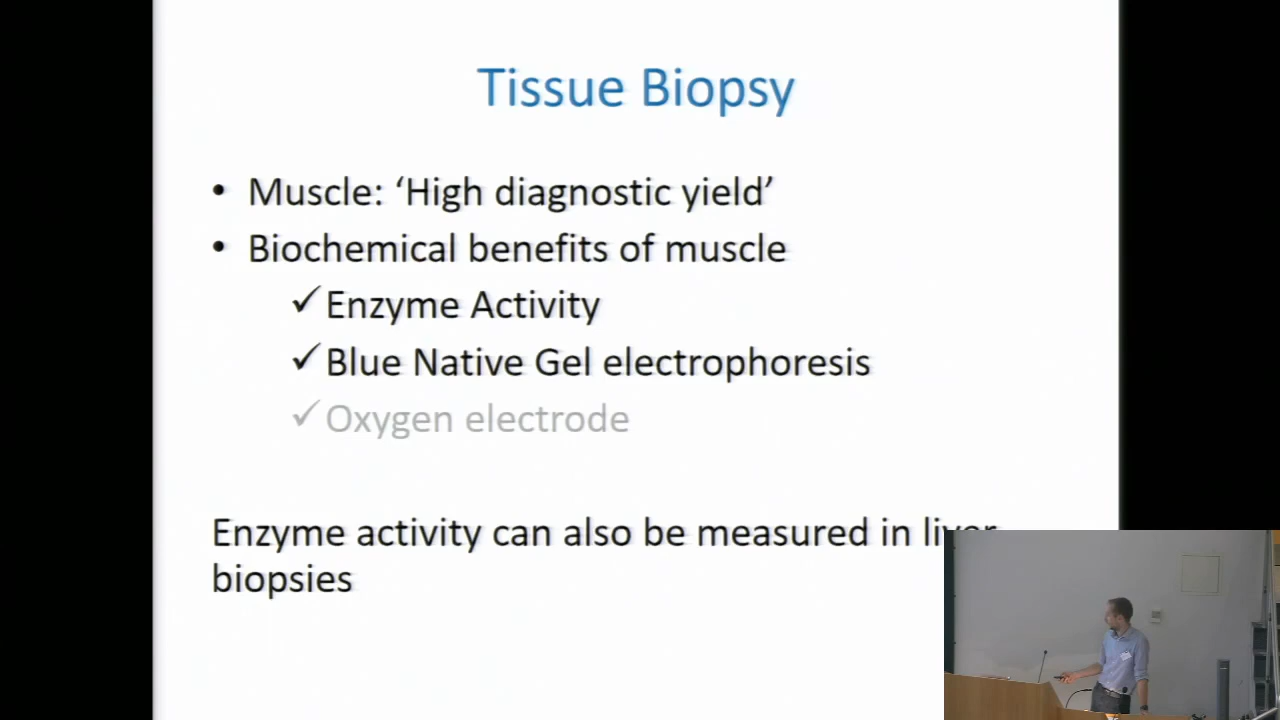 Tissue Biopsy
• Muscle: ‘High diagnostic yield’
• Biochemical benefits of muscle
✓ Enzyme Activity
✓ Blue Native Gel electrophoresis
✓ Oxygen electrode
Enzyme activity can also be measured in liver
biopsies